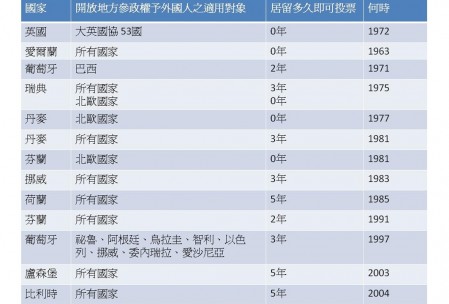 國家 開放地方參政權予外國人之適用對象 居留多久即可投票 何時
英國 大英國協 53國 0年 1972
愛爾蘭 所有國家 0年 1963
葡萄牙 巴西 2年 1971
瑞典 所有國家 3年 1975
北歐國家 0年
丹麥 北歐國家 0年 1977
丹麥 所有國家 3年 1981
芬蘭 北歐國家 0年 1981
挪威 所有國家 3年 1983
荷蘭 所有國家 5年 1985
芬蘭 所有國家 2年 1991
葡萄牙 祕魯、阿根廷、烏拉圭、智利、以色 3年 1997
列、挪威、委內瑞拉、愛沙尼亞
盧森堡 所有國家 5年 2003
比利時 所有國家 5年 2004